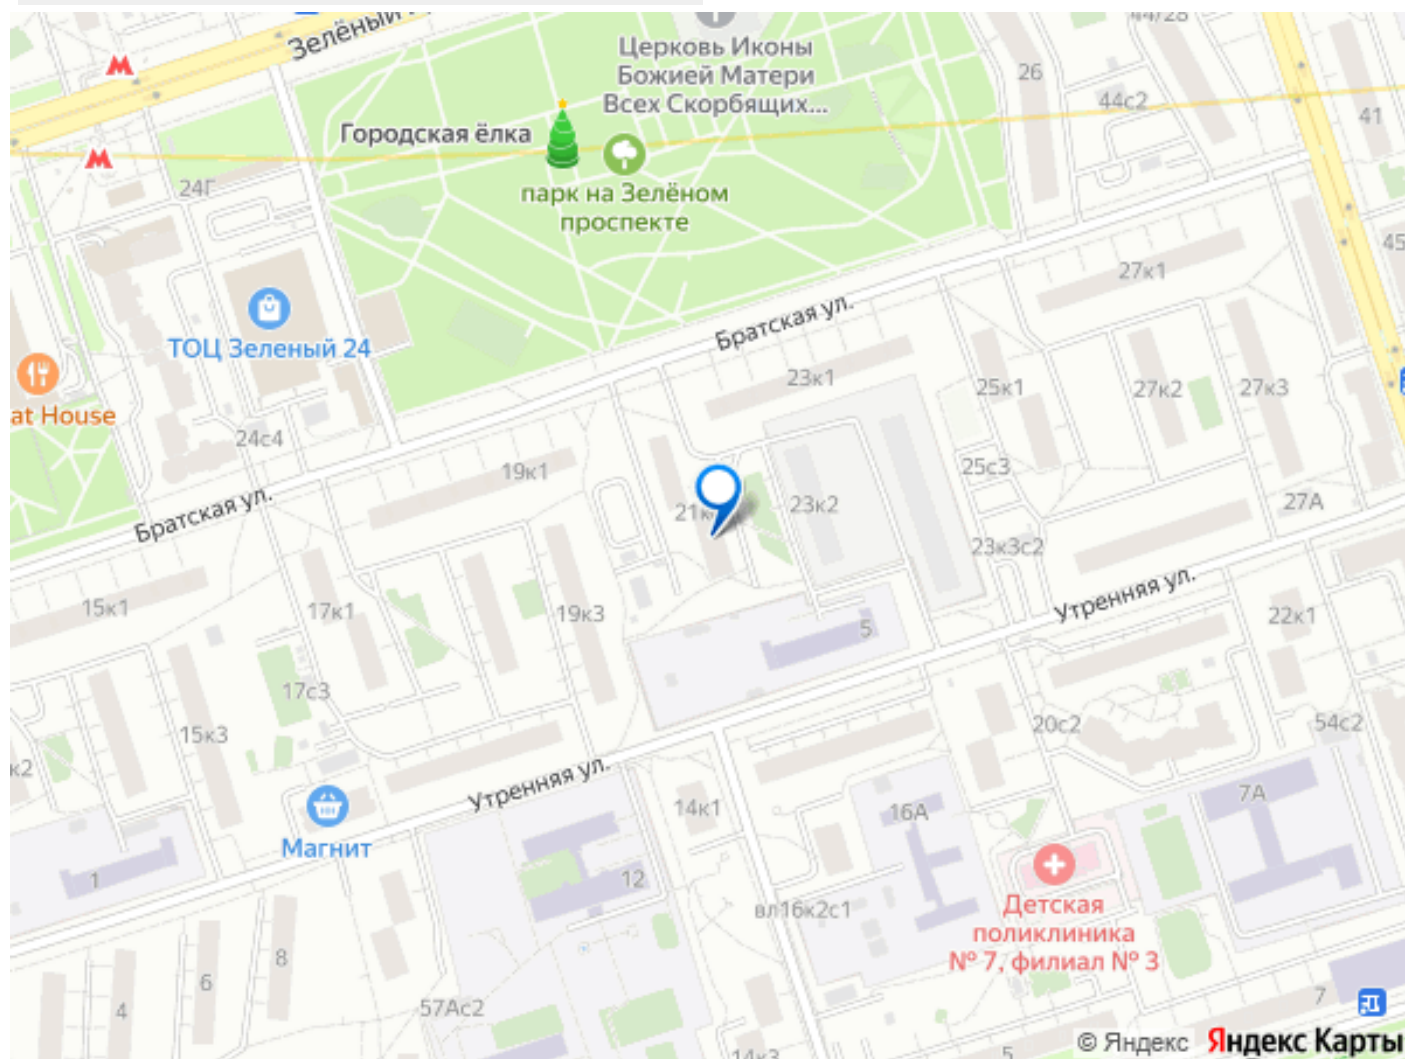 Зелёный
44/28
Церковь Иконы
Божией Матери
Всех Скорбящих...
26
44с2
41
Городская ёлка
24Г
парк на Зелёном
проспекте
45
27к1
Братская ул.
ТОЦ Зеленый 24
23к1
25к1
27к2
27к3
at House
24с4
19к1
25с3
Братская ул.
21к
23к2
27А
23к3с2
15к1
17к1
19к3
Утренняя ул.
22к1
5
17с3
15к3
20с2
54с2
к2
Утренняя ул.
14к1
16А
7А
Магнит
1
12
вл16к2с1
Детская
поликлиника
№ 7, филиал № 3
8
6
4
57Ас2
7
14к3
5
© Яндекс Яндекс Карты